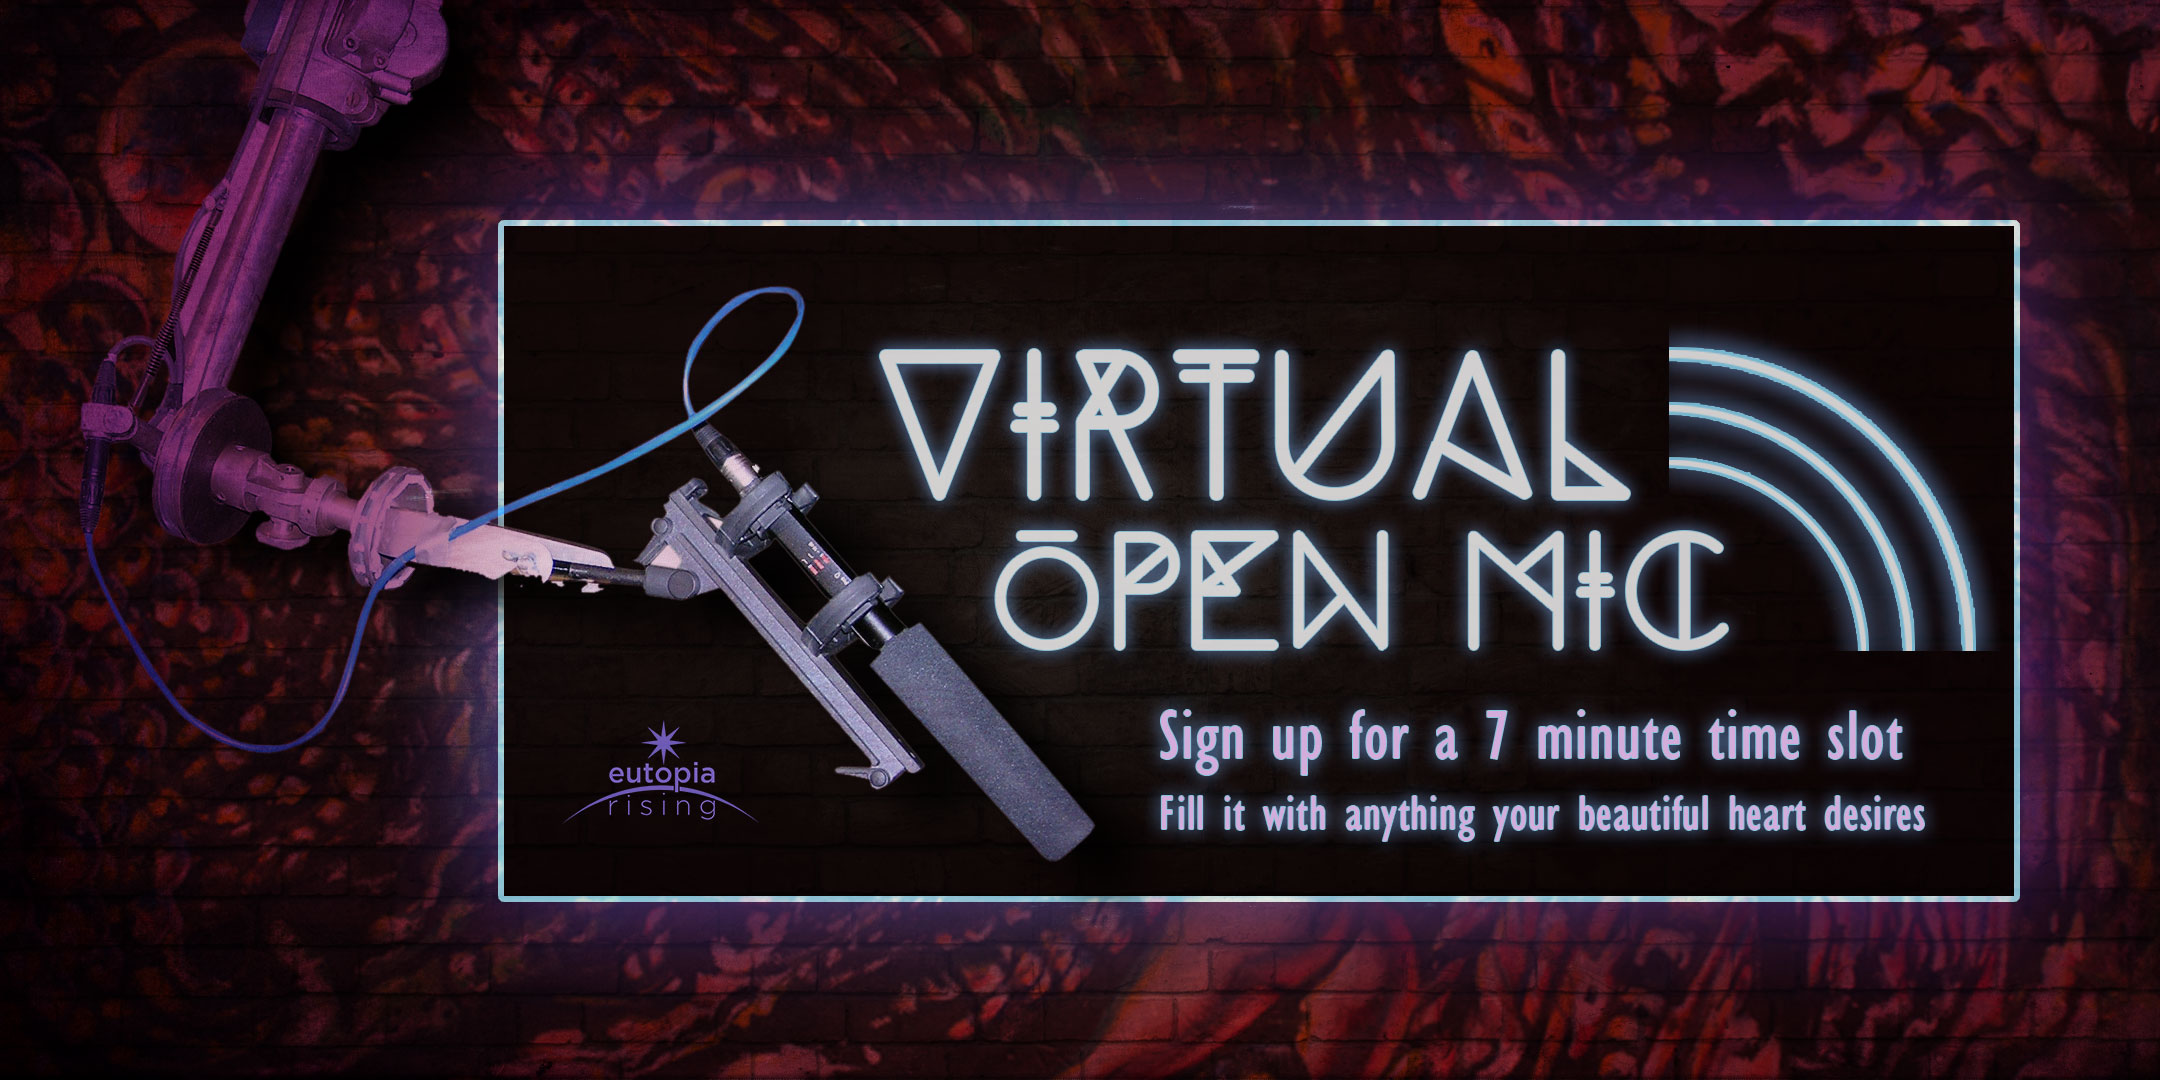 VIRTUAL
ŌPEN MIC
Sign up for a 7 minute time slot
Fill it with anything your beautiful heart desires
eutopia
rising